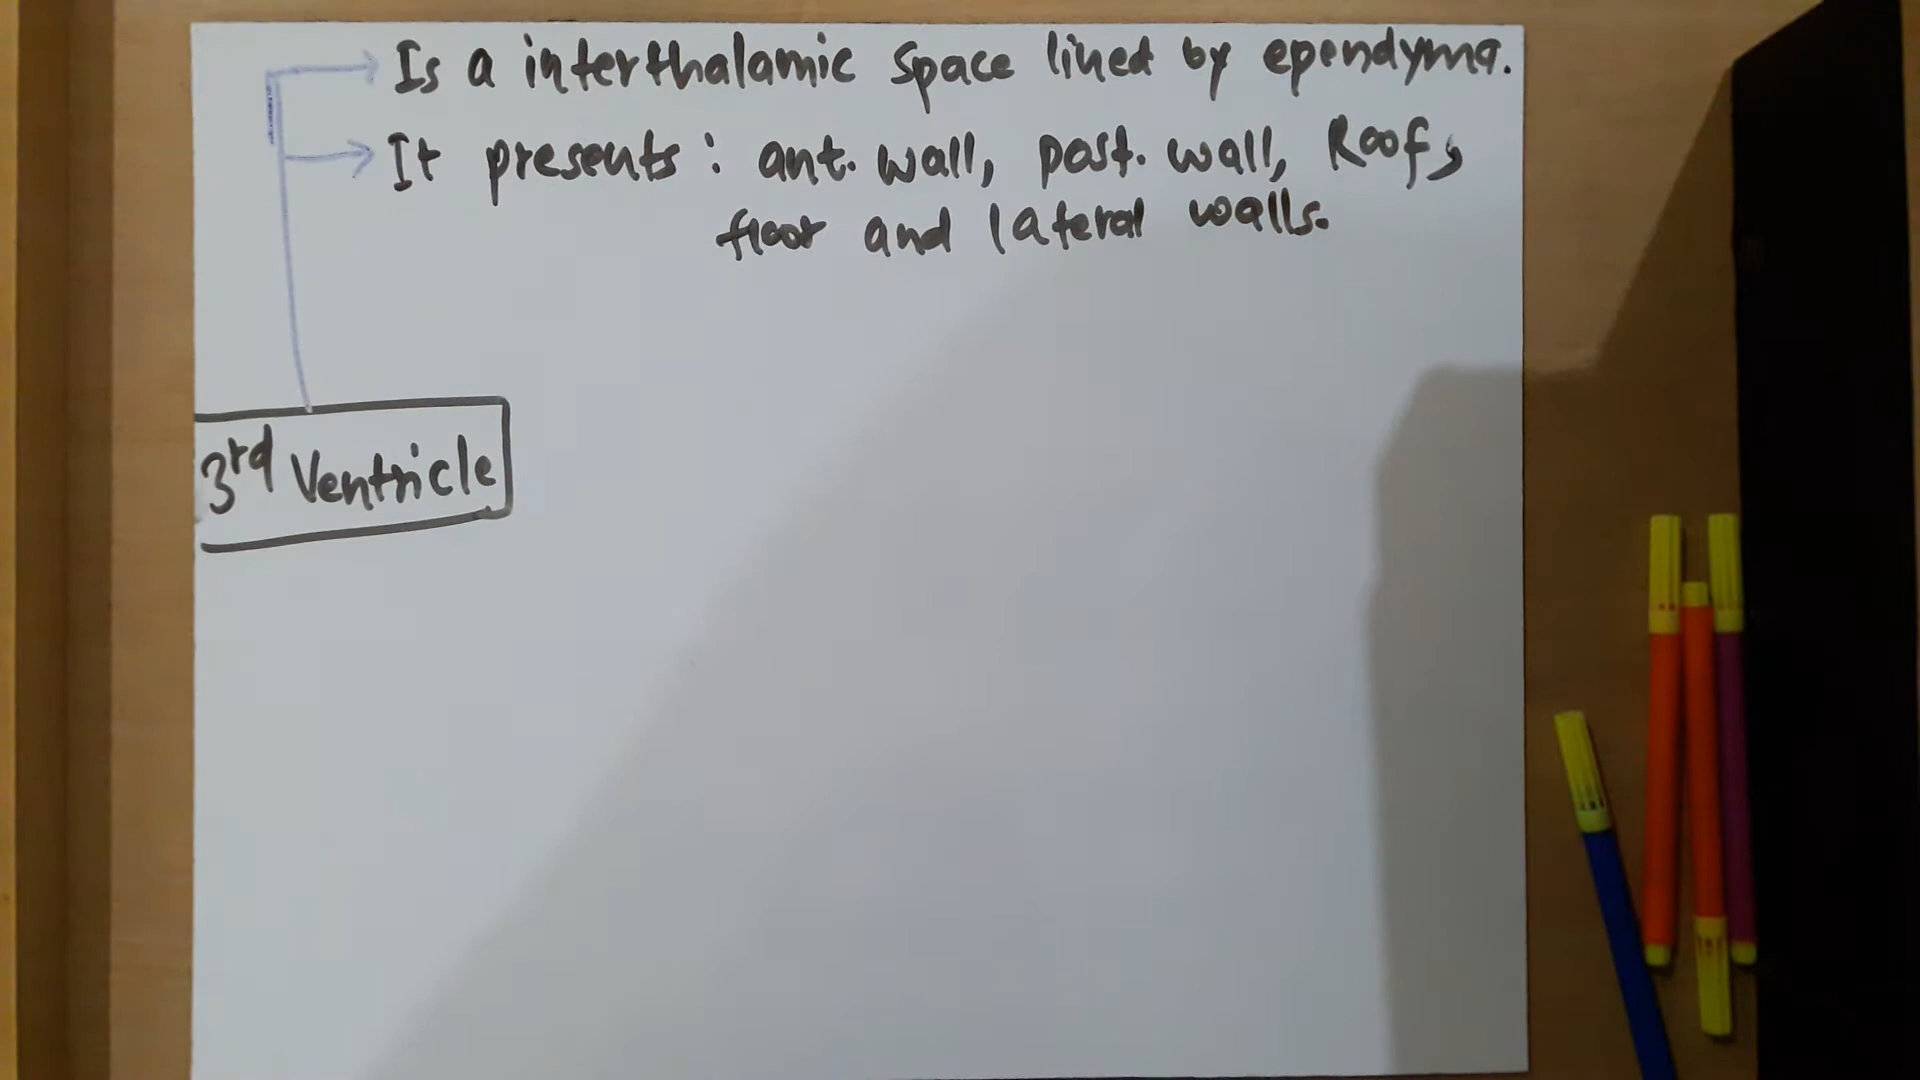 Is a interthalamic space lined by ependyma.
It presents: ant. wall, post. wall, Roof,
floor and lateral walls.
3rd Ventricle